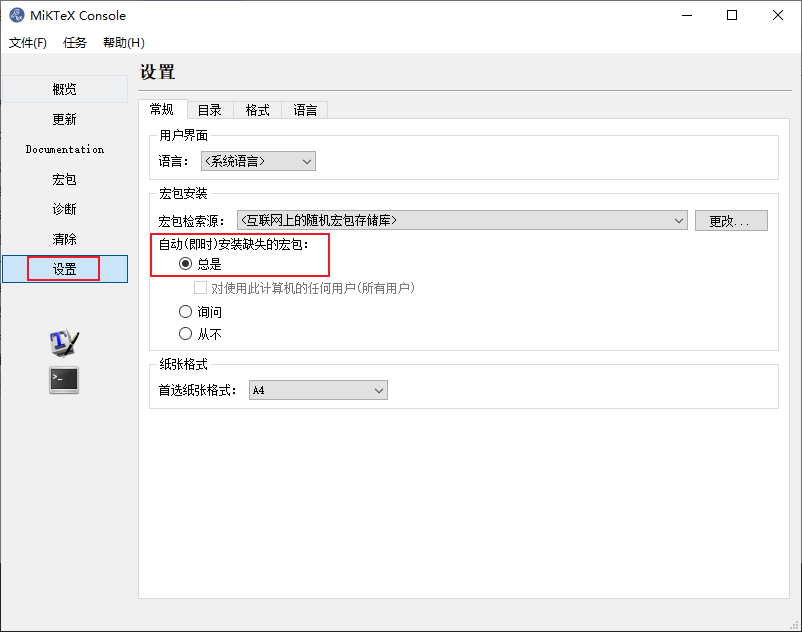 MiKTeX Console
文件(F) 任务 帮助(H)
设置
概览
更新
Documentation
宏包
诊断
清除
设置
常规 目录 格式 语言
用户界面
语言: <系统语言>
宏包安装
宏包检索源: <互联网上的随机宏包存储库> 更改...
自动(即时)安装缺失的宏包:
总是
对使用此计算机的任何用户(所有用户)
询问
从不
纸张格式
首选纸张格式: A4